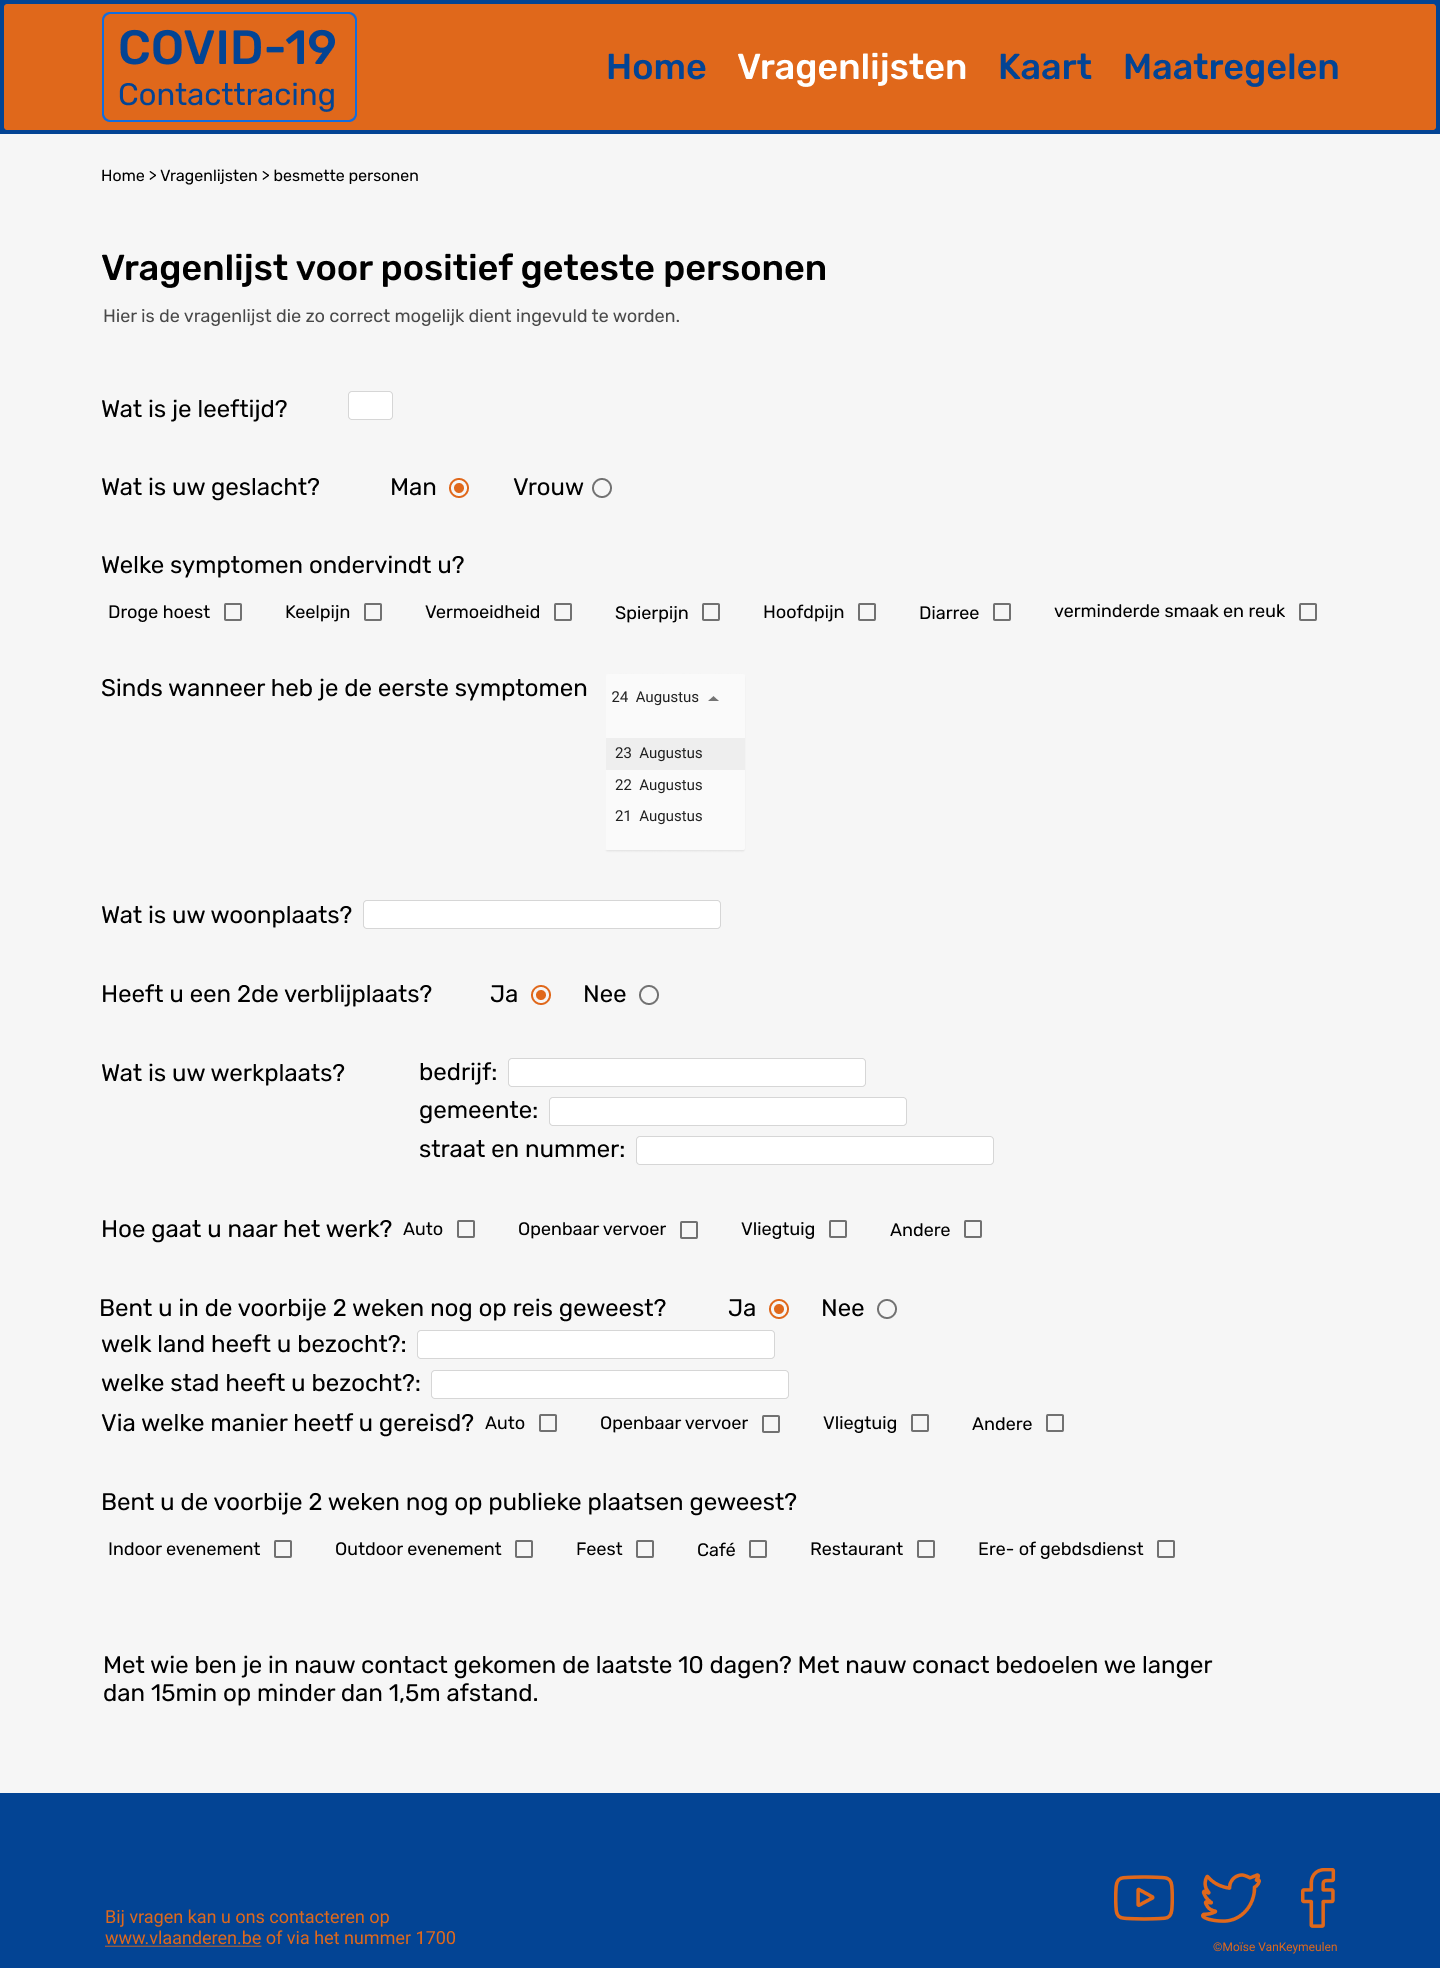 COVID-19
Contacttracing
Home Vragenlijsten Kaart Maatregelen
Home > Vragenlijsten > besmette personen
Vragenlijst voor positief geteste personen
Hier is de vragenlijst die zo correct mogelijk dient ingevuld te worden.
Wat is je leeftijd?
Wat is uw geslacht? Man Vrouw
Welke symptomen ondervindt u?
Droge hoest Keelpijn Vermoeidheid Spierpijn Hoofdpijn Diarree verminderde smaak en reuk
Sinds wanneer heb je de eerste symptomen 24 Augustus
23 Augustus
22 Augustus
21 Augustus
Wat is uw woonplaats?
Heeft u een 2de verblijplaats? Ja Nee
Wat is uw werkplaats? bedrijf:
gemeente:
straat en nummer:
Hoe gaat u naar het werk? Auto Openbaar vervoer Vliegtuig Andere
Bent u in de voorbije 2 weken nog op reis geweest? Ja Nee
welk land heeft u bezocht?:
welke stad heeft u bezocht?:
Via welke manier heetf u gereisd? Auto Openbaar vervoer Vliegtuig Andere
Bent u de voorbije 2 weken nog op publieke plaatsen geweest?
Indoor evenement Outdoor evenement Feest Café Restaurant Ere- of gebdsdienst
Met wie ben je in nauw contact gekomen de laatste 10 dagen? Met nauw conact bedoelen we langer
dan 15min op minder dan 1,5m afstand.
Bij vragen kan u ons contacteren op
www.vlaanderen.be of via het nummer 1700
©Moïse VanKeymeulen